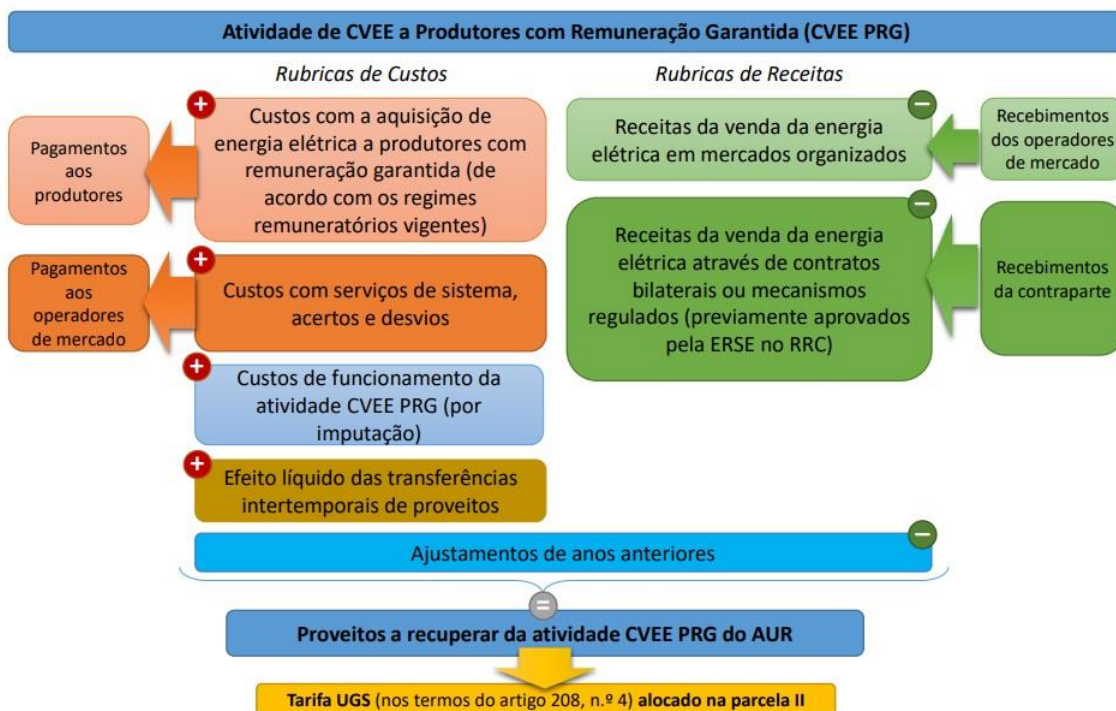 Atividade de CVEE a Produtores com Remuneração Garantida (CVEE PRG)
Rubricas de Custos
Rubricas de Receitas
Pagamentos
aos
produtores
+
Custos com a aquisição de
energia elétrica a produtores com
remuneração garantida (de
acordo com os regimes
remuneratórios vigentes)
−
Receitas da venda da energia
elétrica em mercados organizados
Recebimentos
dos operadores
de mercado
Pagamentos
aos
operadores
de mercado
+
Custos com serviços de sistema,
acertos e desvios
−
Receitas da venda da energia
elétrica através de contratos
bilaterais ou mecanismos
regulados (previamente aprovados
pela ERSE no RRC)
Recebimentos
da contraparte
+
Custos de funcionamento da
atividade CVEE PRG (por
imputação)
+
Efeito líquido das transferências
intertemporais de proveitos
−
Ajustamentos de anos anteriores
=
Proveitos a recuperar da atividade CVEE PRG do AUR
Tarifa UGS (nos termos do artigo 208, n.º 4) alocado na parcela II